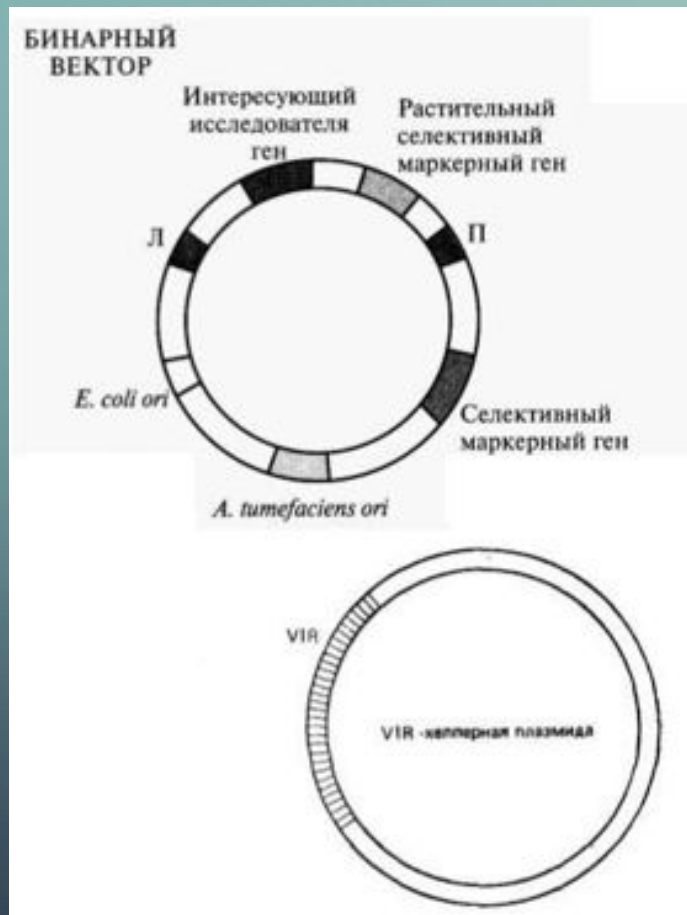 БИНАРНЫЙ
ВЕКТОР
Интересующий
исследователя
ген
Растительный
селективный
маркерный ген
Л
П
E. coli ori
Селективный
маркерный ген
A. tumefaciens ori
VIR
VIR -хелперная плазмида